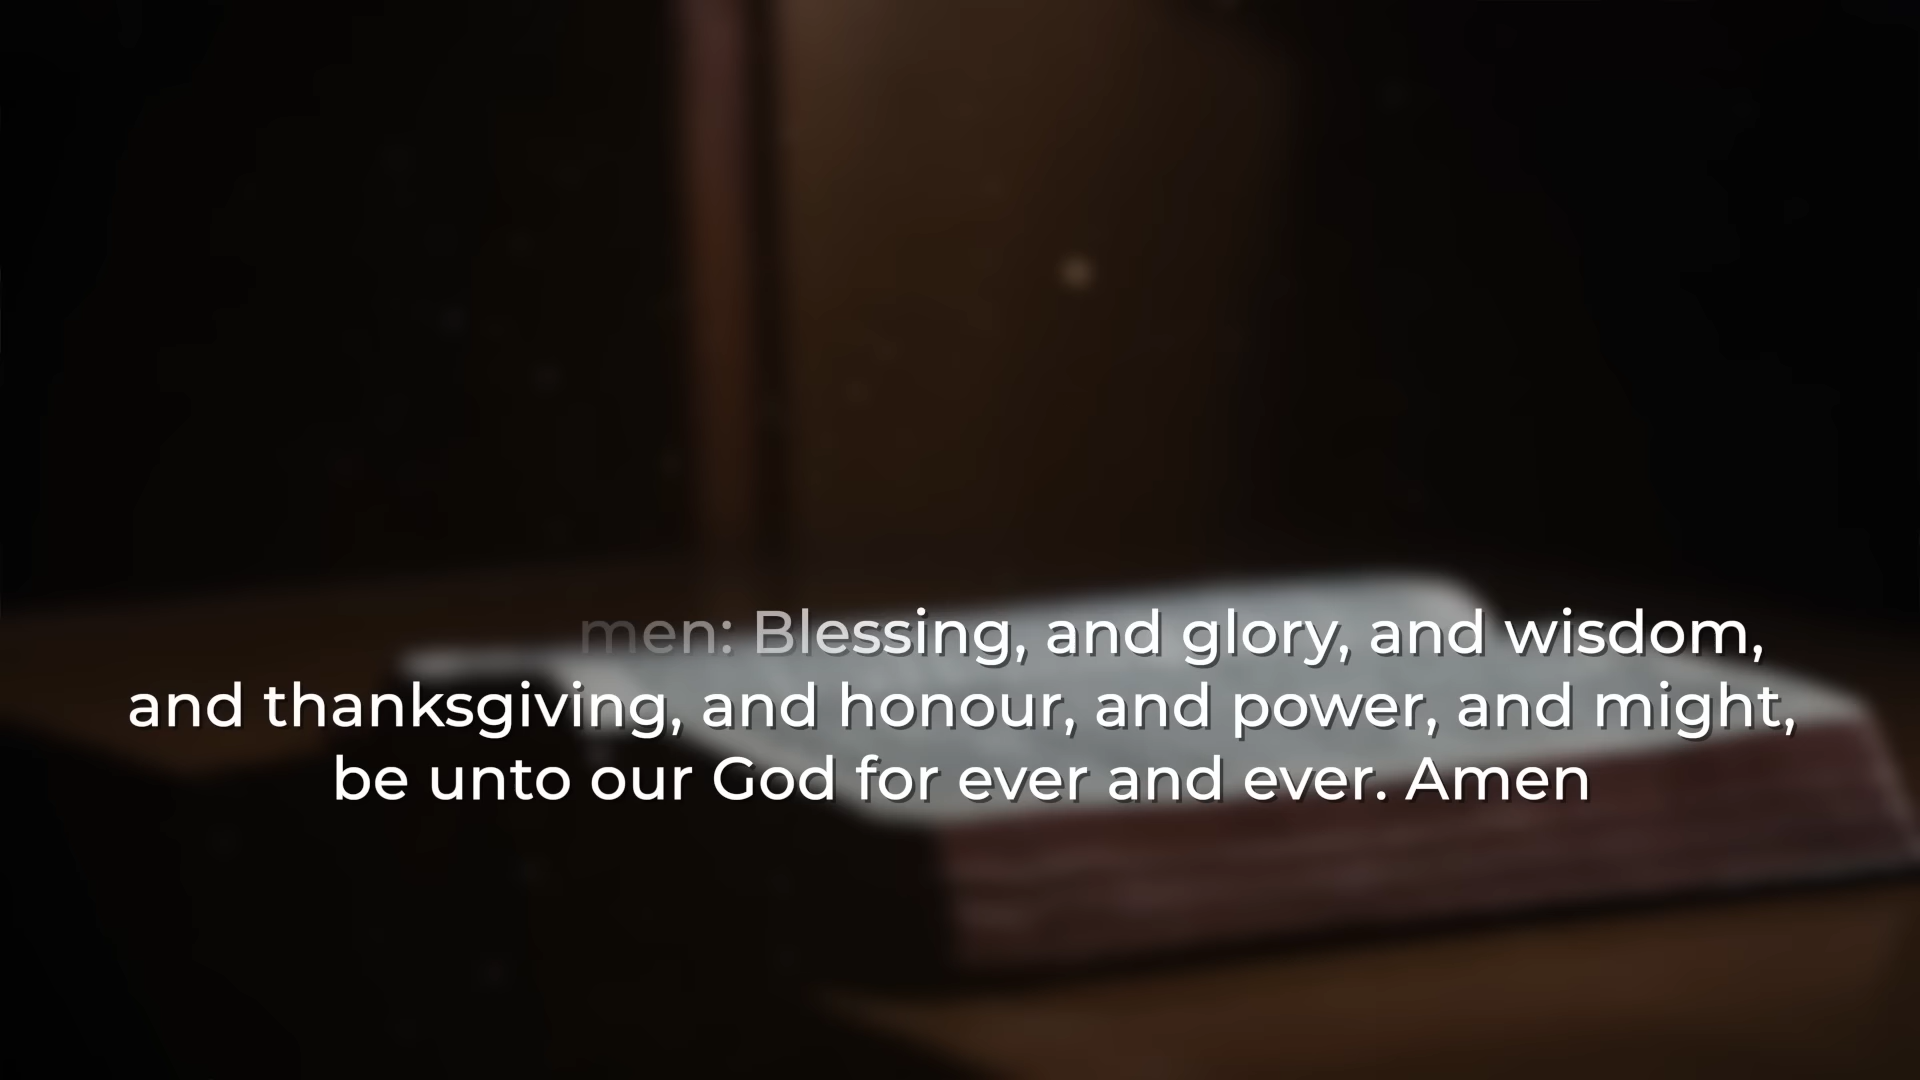 men: Blessing, and glory, and wisdom,
and thanksgiving, and honour, and power, and might,
be unto our God for ever and ever. Amen